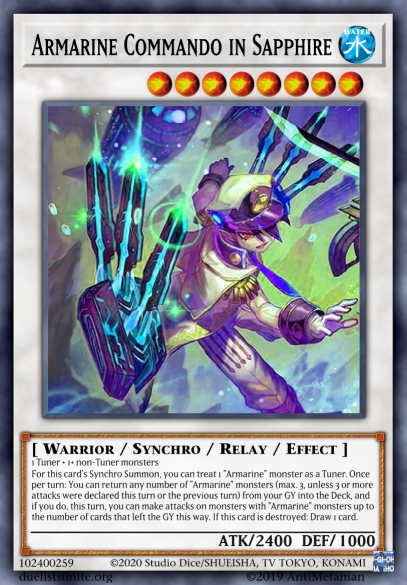 ARMARINE COMMANDO IN SAPPHIRE
WATER
水
[ WARRIOR / SYNCHRO / RELAY / EFFECT ]
1 Tuner + 1+ non-Tuner monsters
For this card's Synchro Summon, you can treat 1 "Armarine" monster as a Tuner. Once
per turn: You can return any number of "Armarine" monsters (max. 3, unless 3 or more
attacks were declared this turn or the previous turn) from your GY into the Deck, and
if you do, this turn, you can make attacks on monsters with "Armarine" monsters up to
the number of cards that left the GY this way. If this card is destroyed: Draw 1 card.
ATK/2400 DEF/1000
102400259
©2020 Studio Dice/SHUEISHA, TV TOKYO, KONAMI
duelistsunite.org
©2019 AntiMetaman